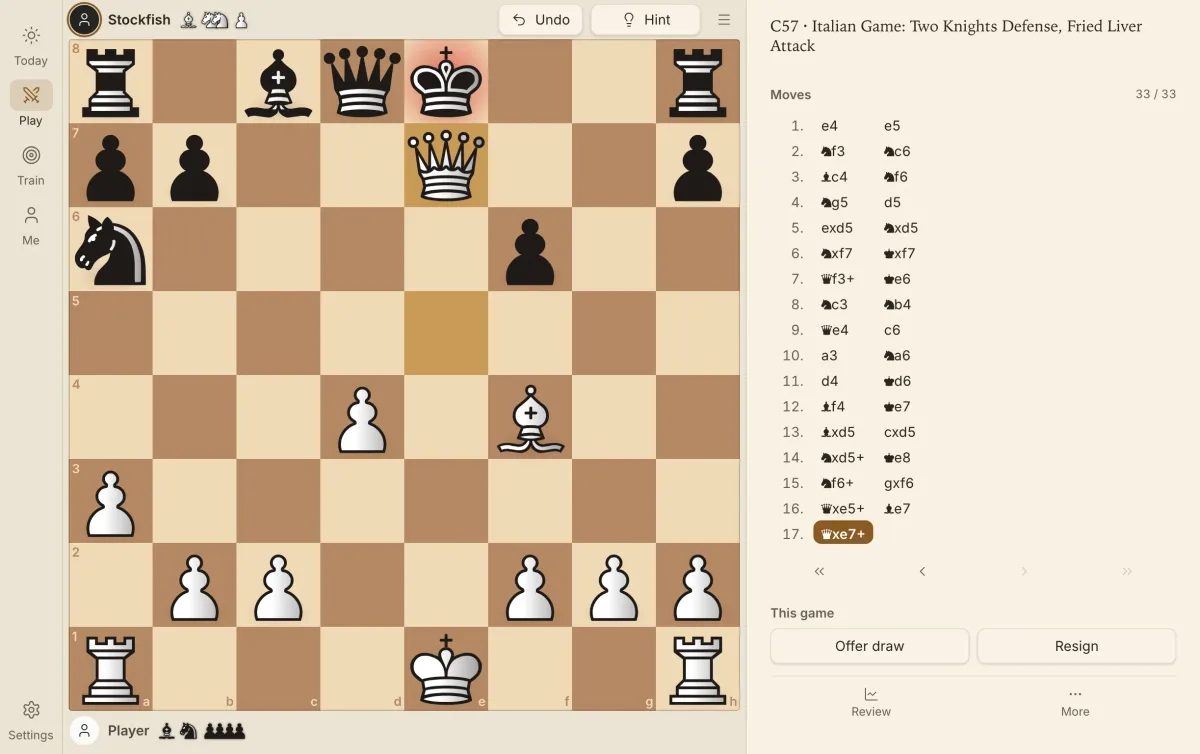 Today
Play
Train
Me
Settings
Stockfish
Undo
Hint
8
7
6
5
4
3
2
1
a
b
c
d
e
f
g
h
Player
C57 · Italian Game: Two Knights Defense, Fried Liver
Attack
Moves 33 / 33
1. e4 e5
2. ♞f3 ♞c6
3. ♝c4 ♞f6
4. ♞g5 d5
5. exd5 ♞xd5
6. ♞xf7 ♚xf7
7. ♛f3+ ♚e6
8. ♞c3 ♞b4
9. ♛e4 c6
10. a3 ♞a6
11. d4 ♚d6
12. ♝f4 ♚e7
13. ♝xd5 cxd5
14. ♞xd5+ ♚e8
15. ♞f6+ gxf6
16. ♛xe5+ ♝e7
17. ♛xe7+
This game
Offer draw Resign
Review More